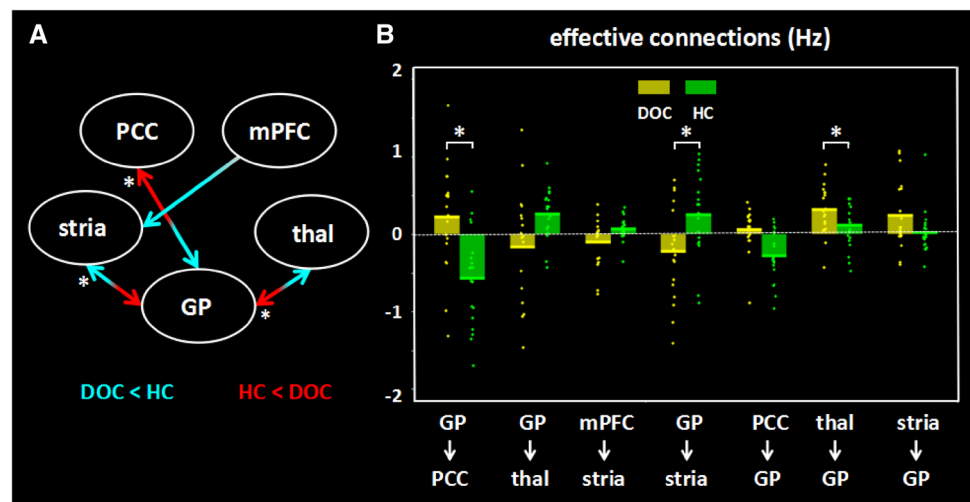 A
PCC
mPFC
*
stria
thal
*
GP
*
DOC < HC
HC < DOC
B
effective connections (Hz)
2
1
0
-1
-2
DOC
HC
*
*
*
GP
GP
mPFC
GP
PCC
thal
stria
PCC
thal
stria
stria
GP
GP
GP